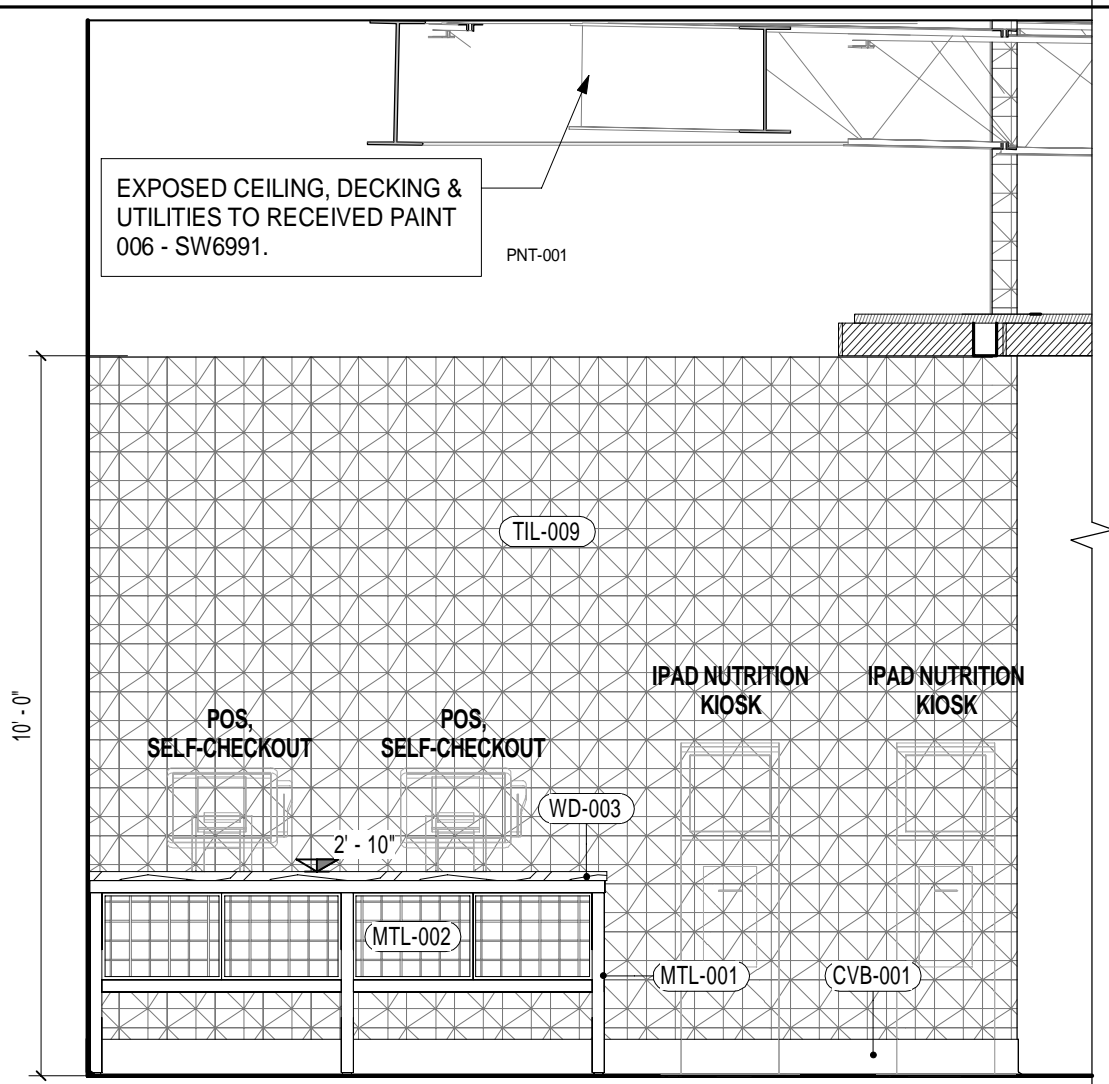 EXPOSED CEILING, DECKING &
UTILITIES TO RECEIVED PAINT
006 - SW6991.
PNT-001
TIL-009
10' - 0"
IPAD NUTRITION
KIOSK
IPAD NUTRITION
KIOSK
POS,
SELF-CHECKOUT
POS,
SELF-CHECKOUT
WD-003
2' - 10"
MTL-002
MTL-001
CVB-001